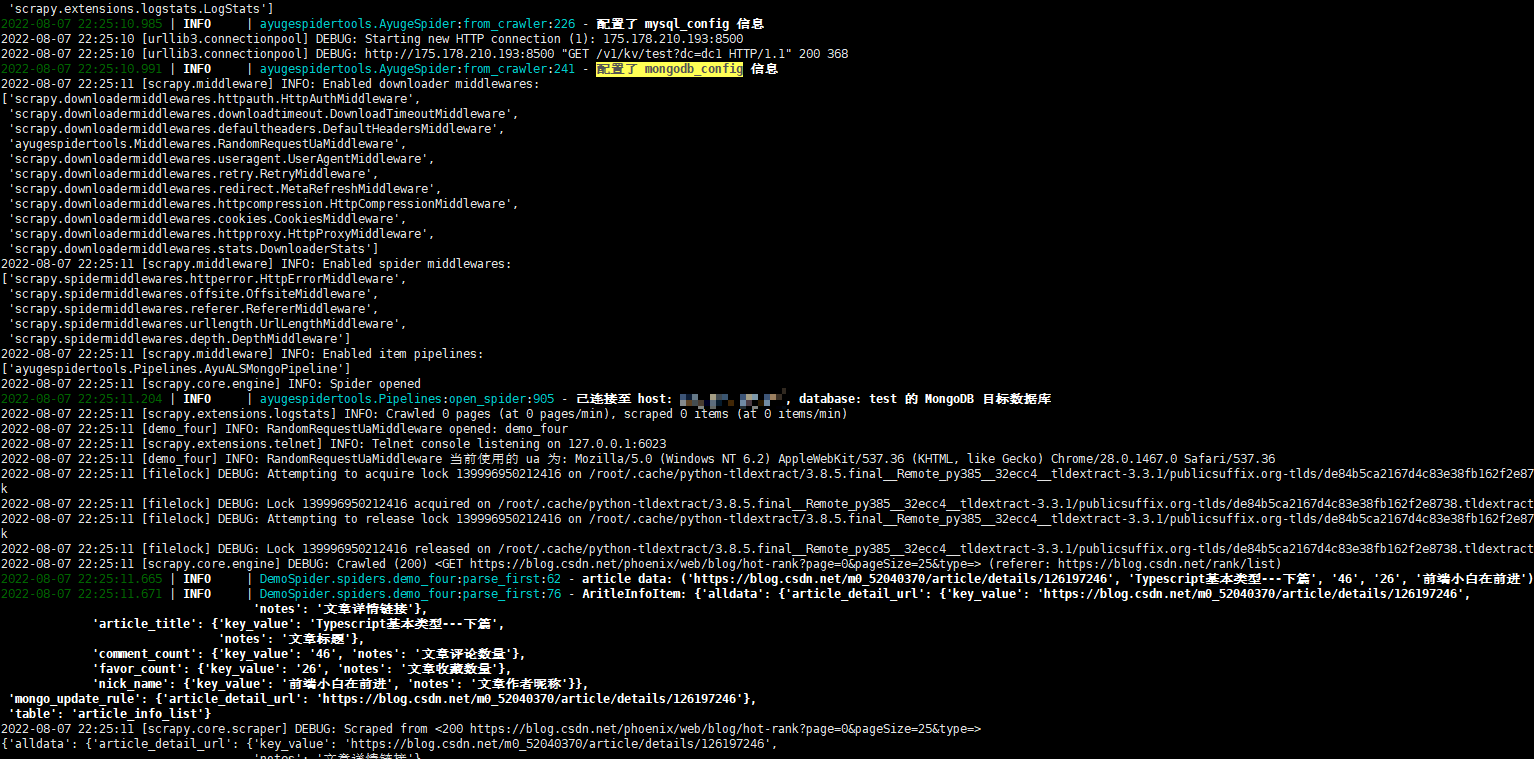 'scrapy.extensions.logstats.LogStats']
2022-08-07 22:25:10.985 | INFO | ayugespidertools.AyugeSpider:from_crawler:226 - 配置了 mysql_config 信息
2022-08-07 22:25:10 [urllib3.connectionpool] DEBUG: Starting new HTTP connection (1): 175.178.210.193:8500
2022-08-07 22:25:10 [urllib3.connectionpool] DEBUG: http://175.178.210.193:8500 "GET /v1/kv/test?dc=dc1 HTTP/1.1" 200 368
2022-08-07 22:25:10.991 | INFO | ayugespidertools.AyugeSpider:from_crawler:241 - 配置了 mongodb_config 信息
2022-08-07 22:25:11 [scrapy.middleware] INFO: Enabled downloader middlewares:
['scrapy.downloadermiddlewares.httpauth.HttpAuthMiddleware',
'scrapy.downloadermiddlewares.downloadtimeout.DownloadTimeoutMiddleware',
'scrapy.downloadermiddlewares.defaultheaders.DefaultHeadersMiddleware',
'ayugespidertools.Middlewares.RandomRequestUaMiddleware',
'scrapy.downloadermiddlewares.useragent.UserAgentMiddleware',
'scrapy.downloadermiddlewares.retry.RetryMiddleware',
'scrapy.downloadermiddlewares.redirect.MetaRefreshMiddleware',
'scrapy.downloadermiddlewares.httpcompression.HttpCompressionMiddleware',
'scrapy.downloadermiddlewares.cookies.CookiesMiddleware',
'scrapy.downloadermiddlewares.httpproxy.HttpProxyMiddleware',
'scrapy.downloadermiddlewares.stats.DownloaderStats']
2022-08-07 22:25:11 [scrapy.middleware] INFO: Enabled spider middlewares:
['scrapy.spidermiddlewares.httperror.HttpErrorMiddleware',
'scrapy.spidermiddlewares.offsite.OffsiteMiddleware',
'scrapy.spidermiddlewares.referer.RefererMiddleware',
'scrapy.spidermiddlewares.urllength.UrlLengthMiddleware',
'scrapy.spidermiddlewares.depth.DepthMiddleware']
2022-08-07 22:25:11 [scrapy.middleware] INFO: Enabled item pipelines:
['ayugespidertools.Pipelines.AyuALSMongoPipeline']
2022-08-07 22:25:11 [scrapy.core.engine] INFO: Spider opened
2022-08-07 22:25:11.204 | INFO | ayugespidertools.Pipelines:open_spider:905 - 已连接至 host: , database: test 的 MongoDB 目标数据库
2022-08-07 22:25:11 [scrapy.extensions.logstats] INFO: Crawled 0 pages (at 0 pages/min), scraped 0 items (at 0 items/min)
2022-08-07 22:25:11 [demo_four] INFO: RandomRequestUaMiddleware opened: demo_four
2022-08-07 22:25:11 [scrapy.extensions.telnet] INFO: Telnet console listening on 127.0.0.1:6023
2022-08-07 22:25:11 [demo_four] INFO: RandomRequestUaMiddleware 当前使用的 ua 为: Mozilla/5.0 (Windows NT 6.2) AppleWebKit/537.36 (KHTML, like Gecko) Chrome/28.0.1467.0 Safari/537.36
2022-08-07 22:25:11 [filelock] DEBUG: Attempting to acquire lock 139996950212416 on /root/.cache/python-tldextract/3.8.5.final__Remote_py385__32ecc4__tldextract-3.3.1/publicsuffix.org-tlds/de84b5ca2167d4c83e38fb162f2e87
k
2022-08-07 22:25:11 [filelock] DEBUG: Lock 139996950212416 acquired on /root/.cache/python-tldextract/3.8.5.final__Remote_py385__32ecc4__tldextract-3.3.1/publicsuffix.org-tlds/de84b5ca2167d4c83e38fb162f2e8738.tldextract
2022-08-07 22:25:11 [filelock] DEBUG: Attempting to release lock 139996950212416 on /root/.cache/python-tldextract/3.8.5.final__Remote_py385__32ecc4__tldextract-3.3.1/publicsuffix.org-tlds/de84b5ca2167d4c83e38fb162f2e87
k
2022-08-07 22:25:11 [filelock] DEBUG: Lock 139996950212416 released on /root/.cache/python-tldextract/3.8.5.final__Remote_py385__32ecc4__tldextract-3.3.1/publicsuffix.org-tlds/de84b5ca2167d4c83e38fb162f2e8738.tldextract
2022-08-07 22:25:11 [scrapy.core.engine] DEBUG: Crawled (200) <GET https://blog.csdn.net/phoenix/web/blog/hot-rank?page=0&pageSize=25&type=> (referer: https://blog.csdn.net/rank/list)
2022-08-07 22:25:11.665 | INFO | DemoSpider.spiders.demo_four:parse_first:62 - article data: ('https://blog.csdn.net/m0_52040370/article/details/126197246', 'Typescript基本类型---下篇', '46', '26', '前端小白在前进')
2022-08-07 22:25:11.671 | INFO | DemoSpider.spiders.demo_four:parse_first:76 - AritleInfoItem: {'alldata': {'article_detail_url': {'key_value': 'https://blog.csdn.net/m0_52040370/article/details/126197246',
'notes': '文章详情链接'},
'article_title': {'key_value': 'Typescript基本类型---下篇',
'notes': '文章标题'},
'comment_count': {'key_value': '46', 'notes': '文章评论数量'},
'favor_count': {'key_value': '26', 'notes': '文章收藏数量'},
'nick_name': {'key_value': '前端小白在前进', 'notes': '文章作者昵称'}},
'mongo_update_rule': {'article_detail_url': 'https://blog.csdn.net/m0_52040370/article/details/126197246'},
'table': 'article_info_list'}
2022-08-07 22:25:11 [scrapy.core.scraper] DEBUG: Scraped from <200 https://blog.csdn.net/phoenix/web/blog/hot-rank?page=0&pageSize=25&type=>
{'alldata': {'article_detail_url': {'key_value': 'https://blog.csdn.net/m0_52040370/article/details/126197246',
'notes': '文章详情链接'},